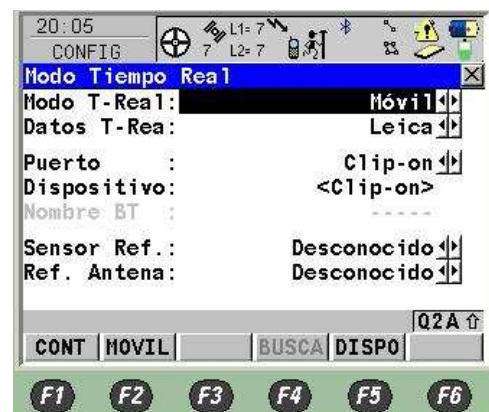 20:05
CONFIG
7
L1= 7
L2= 7
Modo Tiempo Real
Modo T-Real: Móvil
Datos T-Rea: Leica
Puerto : Clip-on
Dispositivo: <Clip-on>
Nombre BT : -----
Sensor Ref.: Desconocido
Ref. Antena: Desconocido
Q2A
CONT MOVIL BUSCA DISPO
F1 F2 F3 F4 F5 F6